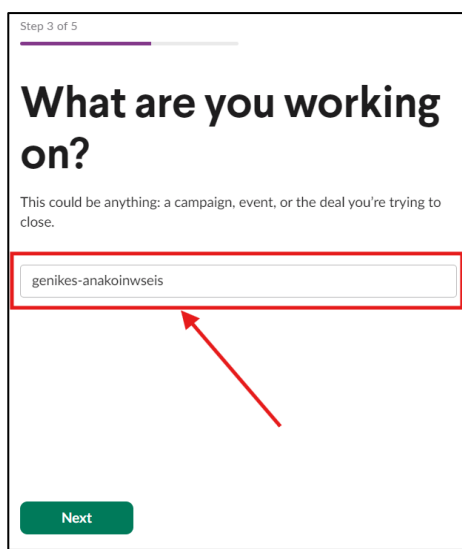 Step 3 of 5
What are you working
on?
This could be anything: a campaign, event, or the deal you’re trying to
close.
genikes-anakoinwseis
Next